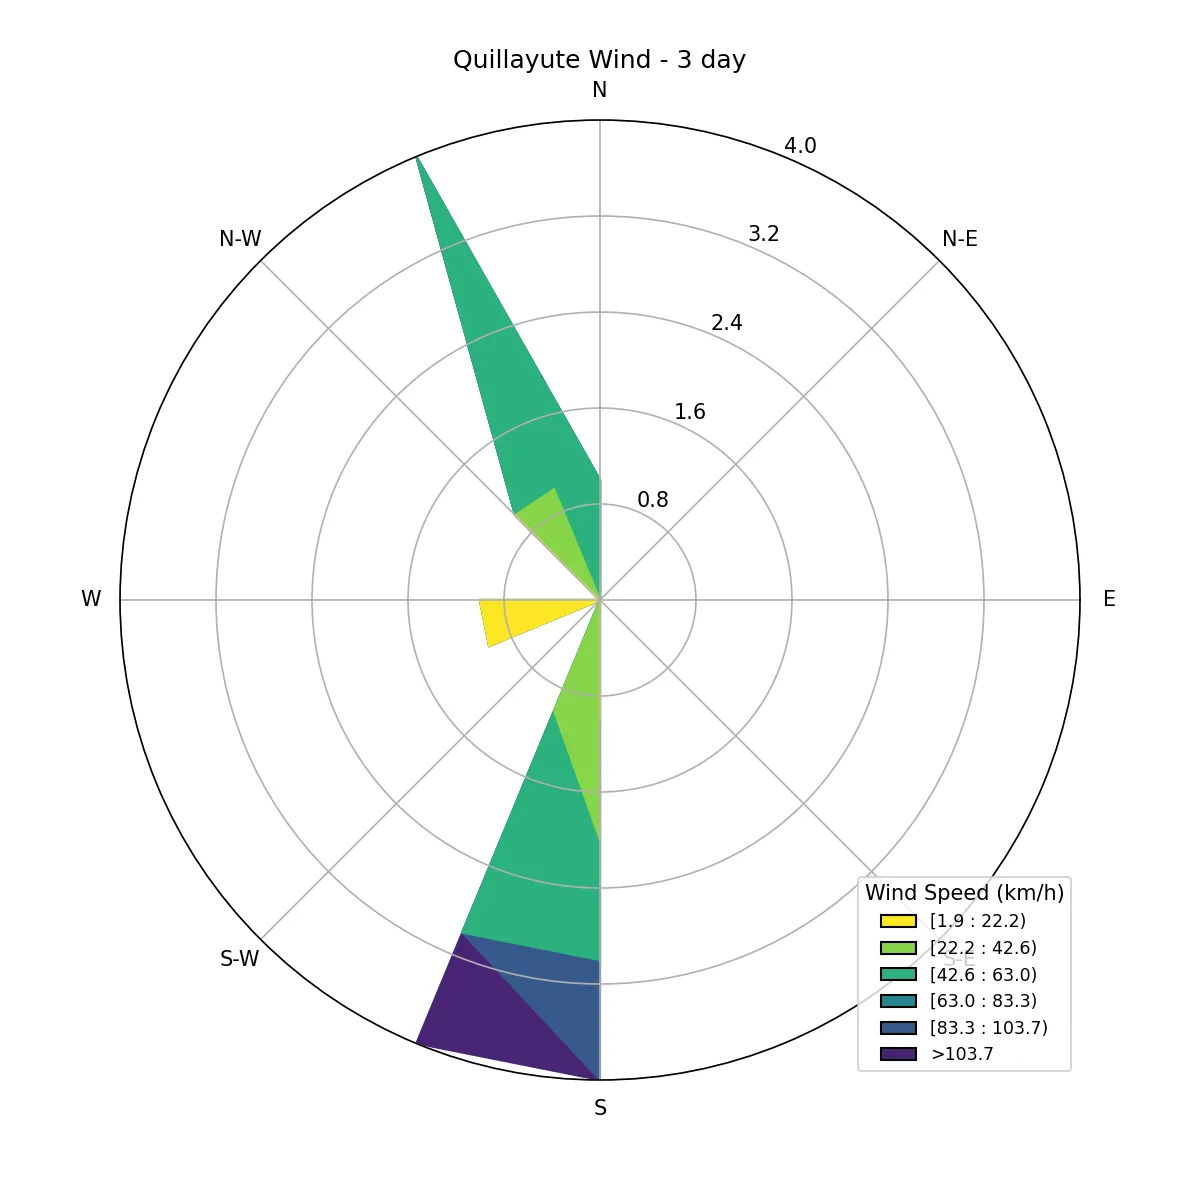 Quillayute Wind - 3 day
N
4.0
N-W
N-E
3.2
2.4
1.6
0.8
W
E
S-W
S-E
Wind Speed (km/h)
[1.9 : 22.2)
[22.2 : 42.6)
[42.6 : 63.0)
[63.0 : 83.3)
[83.3 : 103.7)
>103.7
S